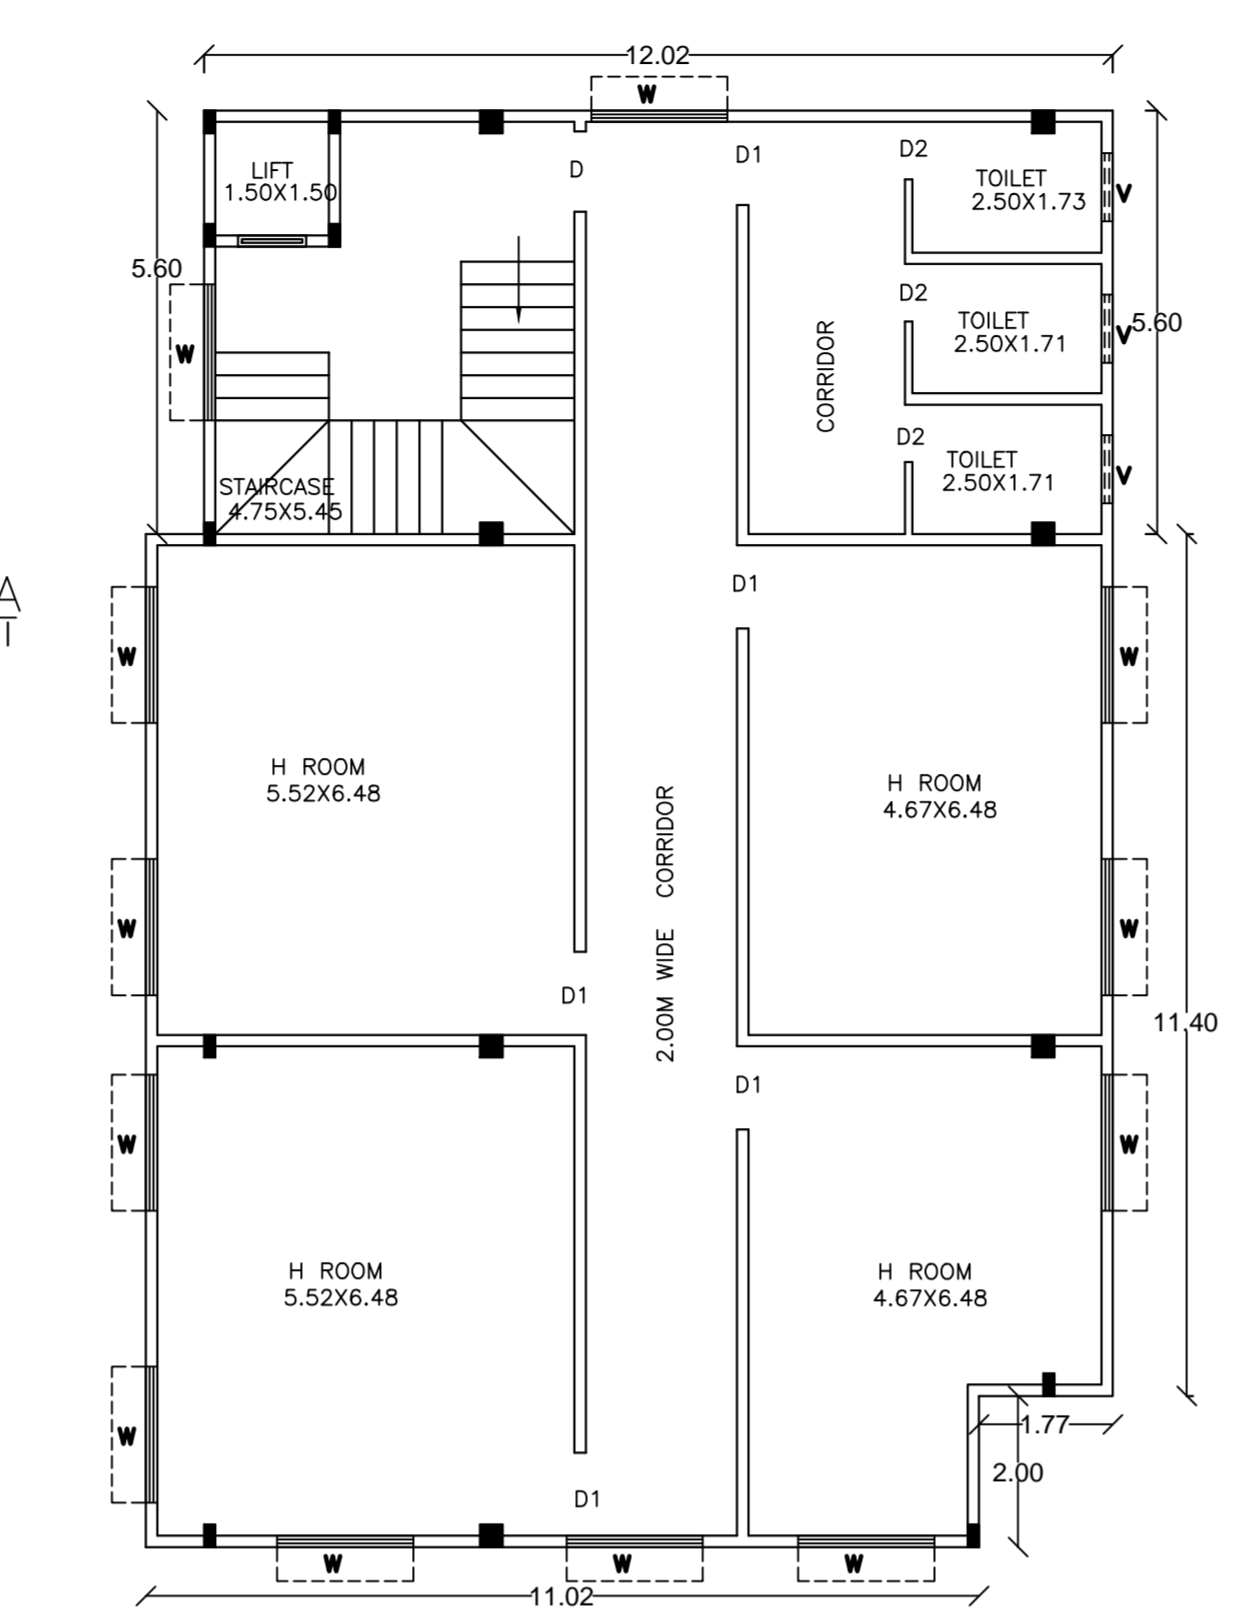 12.02
W
D
D1
D2
LIFT
1.50X1.50
TOILET
2.50X1.73
V
5.60
W
D2
TOILET
2.50X1.71
V
5.60
CORRIDOR
D2
TOILET
2.50X1.71
V
STAIRCASE
4.75X5.45
A
T
D1
W
W
H ROOM
5.52X6.48
H ROOM
4.67X6.48
2.00M WIDE CORRIDOR
W
W
D1
11.40
D1
W
W
H ROOM
5.52X6.48
H ROOM
4.67X6.48
W
1.77
2.00
D1
W
W
W
11.02